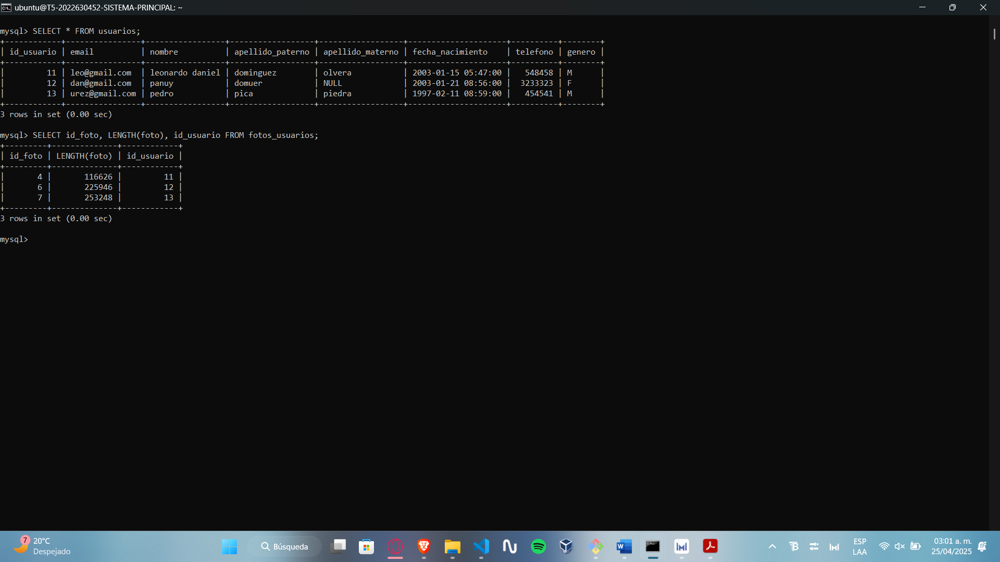 ubuntu@T5-2022630452-SISTEMA-PRINCIPAL: ~
mysql> SELECT * FROM usuarios;
+------------+----------------+-----------------+------------------+------------------+---------------------+----------+--------+
| id_usuario | email          | nombre          | apellido_paterno | apellido_materno | fecha_nacimiento    | telefono | genero |
+------------+----------------+-----------------+------------------+------------------+---------------------+----------+--------+
|         11 | leo@gmail.com  | leonardo daniel | dominguez        | olvera           | 2003-01-15 05:47:00 |   548458 | M      |
|         12 | dan@gmail.com  | panuy           | domuer           | NULL             | 2003-01-21 08:56:00 |  3233323 | F      |
|         13 | urez@gmail.com | pedro           | pica             | piedra           | 1997-02-11 08:59:00 |   454541 | M      |
+------------+----------------+-----------------+------------------+------------------+---------------------+----------+--------+
3 rows in set (0.00 sec)
mysql> SELECT id_foto, LENGTH(foto), id_usuario FROM fotos_usuarios;
+---------+--------------+------------+
| id_foto | LENGTH(foto) | id_usuario |
+---------+--------------+------------+
|       4 |       116626 |         11 |
|       6 |       225946 |         12 |
|       7 |       253248 |         13 |
+---------+--------------+------------+
3 rows in set (0.00 sec)
mysql>
7
20°C
Despejado
Búsqueda
ESP
LAA
03:01 a. m.
25/04/2025